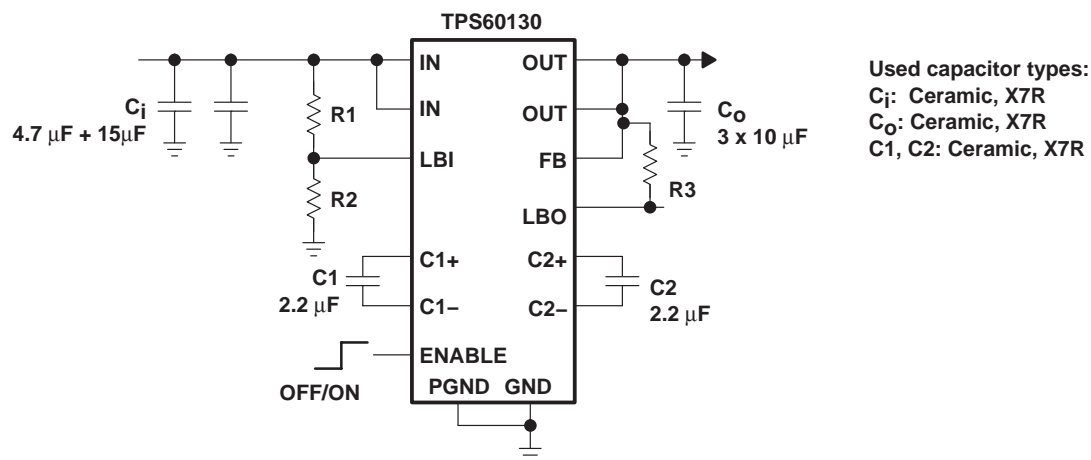 TPS60130
IN
OUT
Used capacitor types:
Ci: Ceramic, X7R
Co: Ceramic, X7R
C1, C2: Ceramic, X7R
Ci
4.7 μF + 15μF
R1
IN
OUT
Co
3 x 10 μF
LBI
FB
R2
R3
LBO
C1
2.2 μF
C1+
C2+
C2
2.2 μF
C1−
C2−
ENABLE
OFF/ON
PGND
GND